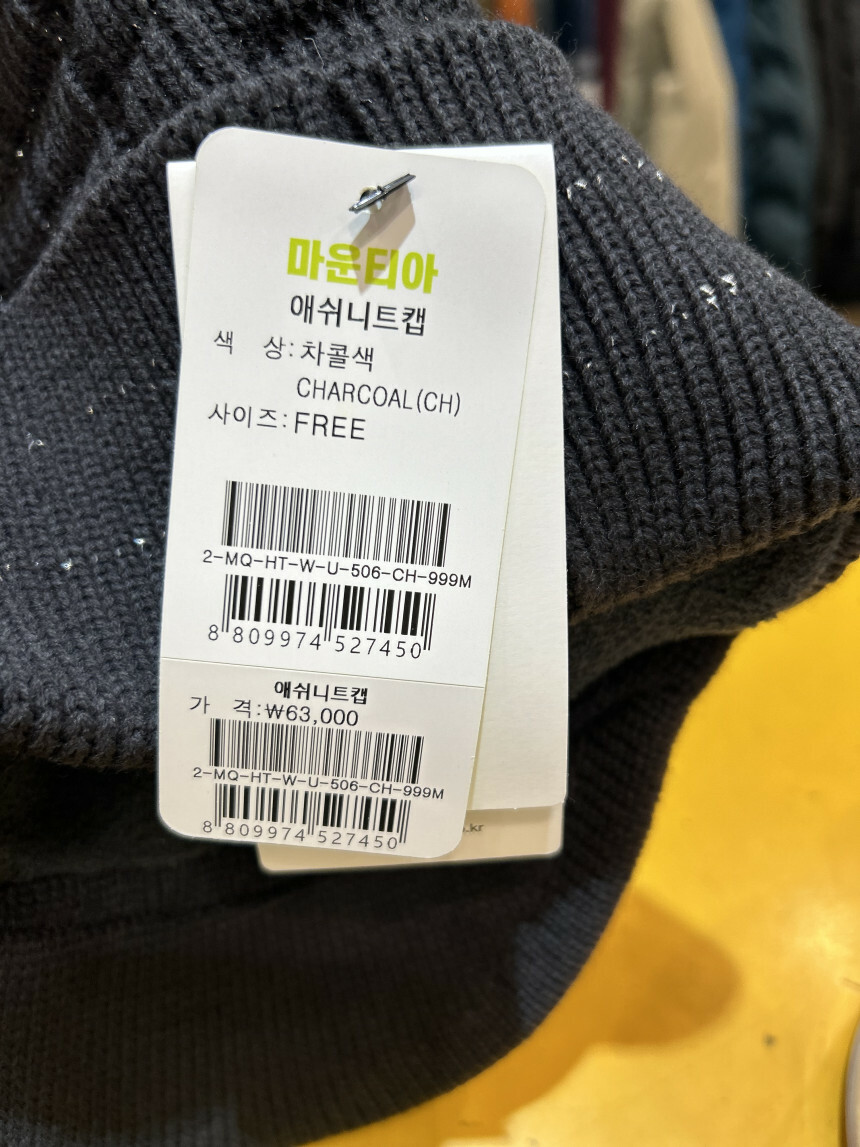 마운티아
애쉬니트캡
색 상:차콜색
CHARCOAL(CH)
사이즈:FREE
2-MQ-HT-W-U-506-CH-999M
8 809974 527450
애쉬니트캡
가 격:₩63,000
2-MQ-HT-W-U-506-CH-999M
8 809974 527450
.kr